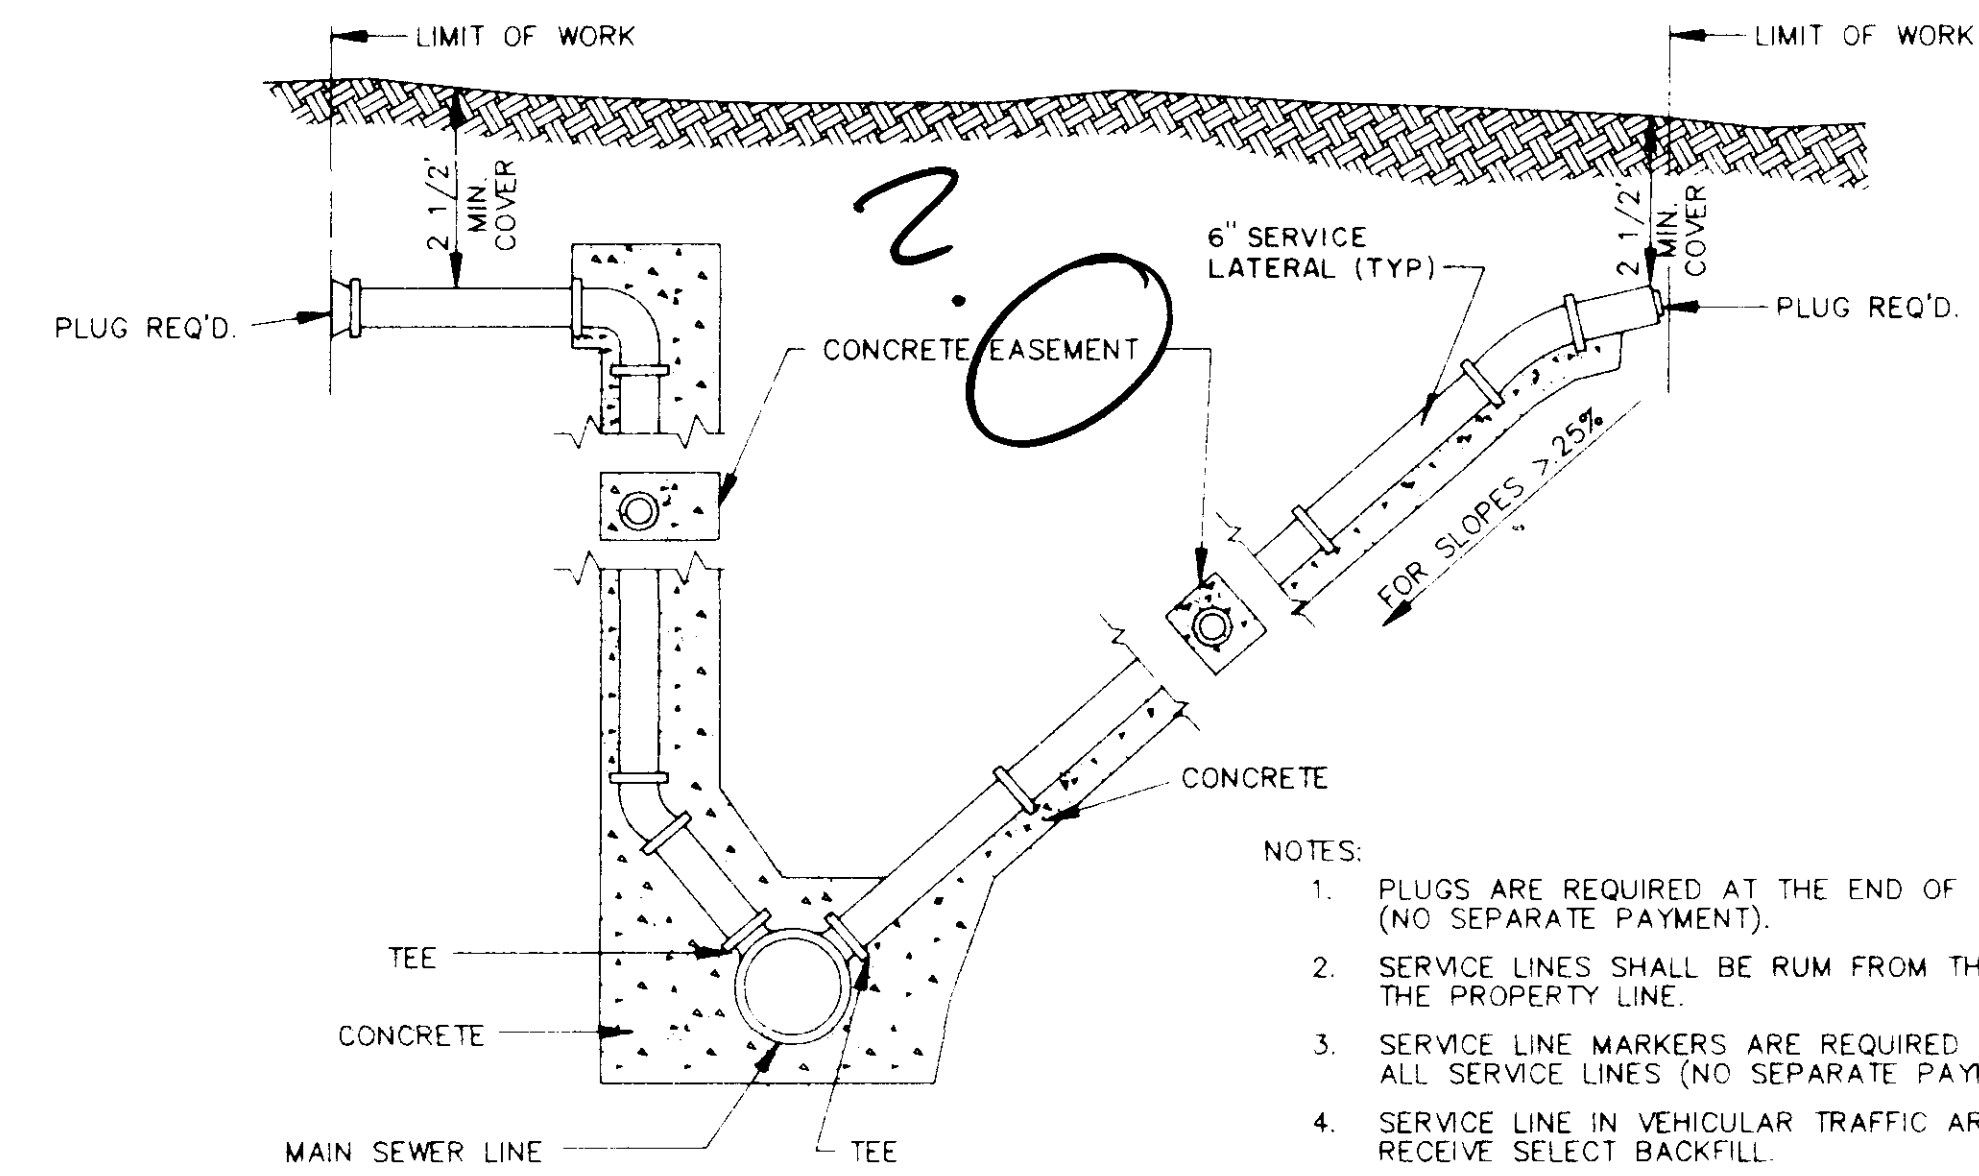 LIMIT OF WORK
LIMIT OF WORK
2 1/2'
MIN.
COVER
?
6" SERVICE
LATERAL (TYP)
2 1/2'
MIN.
COVER
PLUG REQ'D.
PLUG REQ'D.
CONCRETE EASEMENT
FOR SLOPES > 25%
CONCRETE
TEE
CONCRETE
MAIN SEWER LINE
TEE
NOTES:
1. PLUGS ARE REQUIRED AT THE END OF
(NO SEPARATE PAYMENT).
2. SERVICE LINES SHALL BE RUM FROM TH
THE PROPERTY LINE.
3. SERVICE LINE MARKERS ARE REQUIRED
ALL SERVICE LINES (NO SEPARATE PAY
4. SERVICE LINE IN VEHICULAR TRAFFIC AR
RECEIVE SELECT BACKFILL.